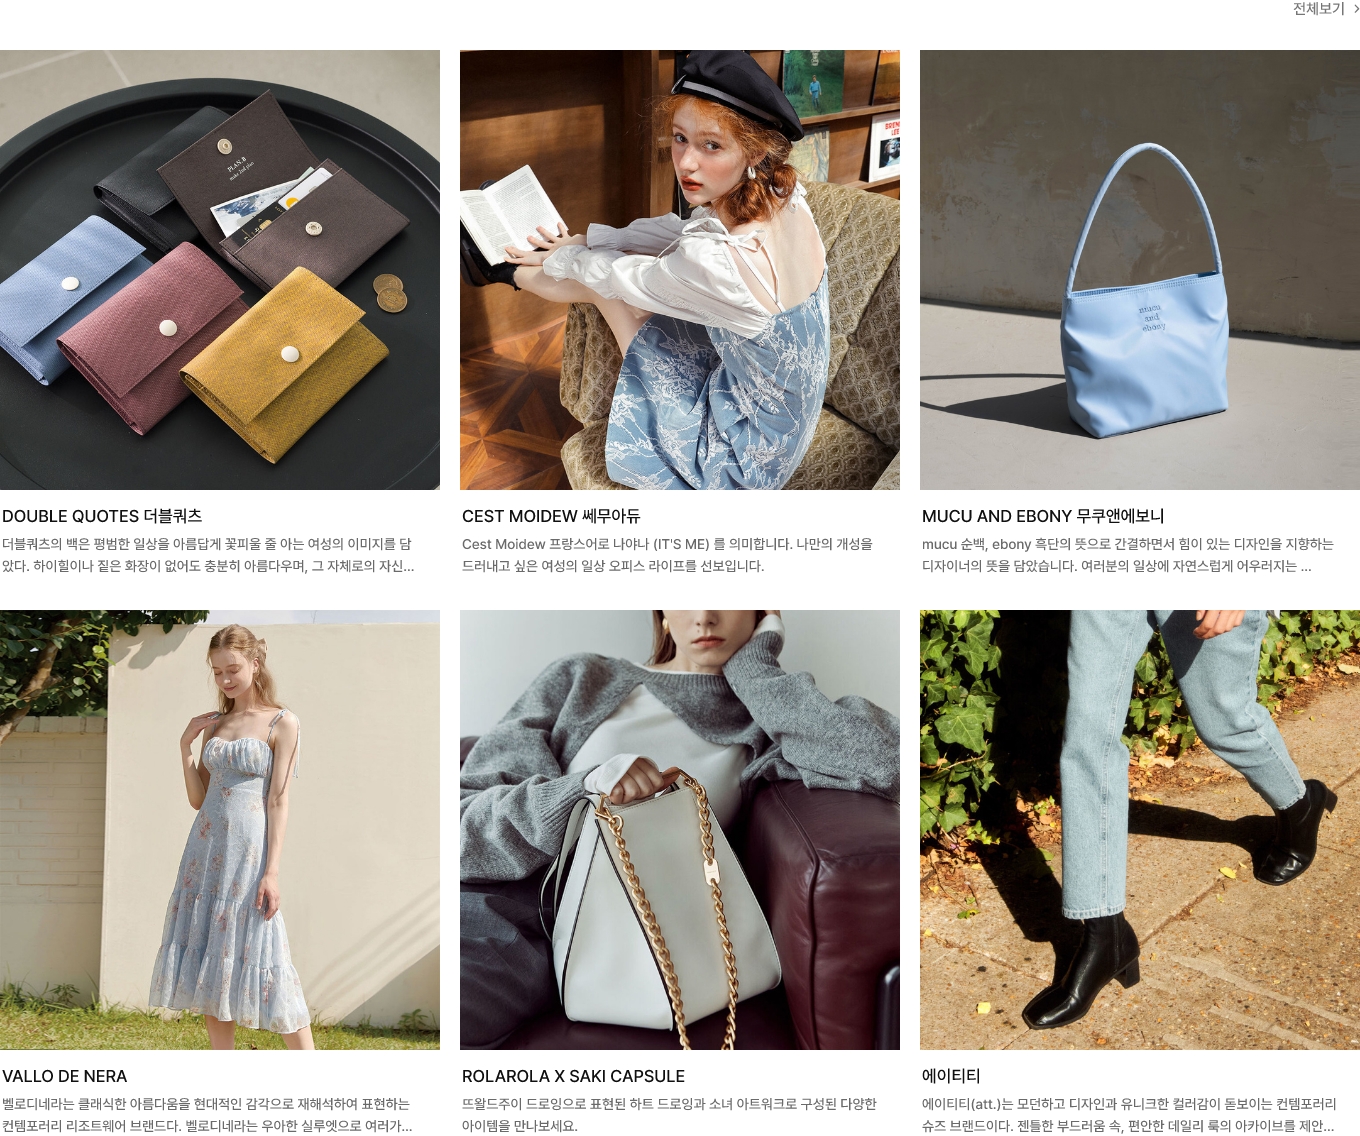 전체보기
PLAN.B
BREN
LEE
mucu
and
ebony
DOUBLE QUOTES 더블쿼츠
더블쿼츠의 백은 평범한 일상을 아름답게 꽃피울 줄 아는 여성의 이미지를 담
았다. 하이힐이나 짙은 화장이 없어도 충분히 아름다우며, 그 자체로의 자신...
CEST MOIDEW 쎄무아듀
Cest Moidew 프랑스어로 나야나 (IT'S ME) 를 의미합니다. 나만의 개성을
드러내고 싶은 여성의 일상 오피스 라이프를 선보입니다.
MUCU AND EBONY 무쿠앤에보니
mucu 순백, ebony 흑단의 뜻으로 간결하면서 힘이 있는 디자인을 지향하는
디자이너의 뜻을 담았습니다. 여러분의 일상에 자연스럽게 어우러지는 ...
VALLO DE NERA
벨로디네라는 클래식한 아름다움을 현대적인 감각으로 재해석하여 표현하는
컨템포러리 리조트웨어 브랜드다. 벨로디네라는 우아한 실루엣으로 여러가...
ROLAROLA X SAKI CAPSULE
뜨왈드주이 드로잉으로 표현된 하트 드로잉과 소녀 아트워크로 구성된 다양한
아이템을 만나보세요.
에이티티
에이티티(att.)는 모던하고 디자인과 유니크한 컬러감이 돋보이는 컨템포러리
슈즈 브랜드이다. 젠틀한 부드러움 속, 편안한 데일리 룩의 아카이브를 제안...